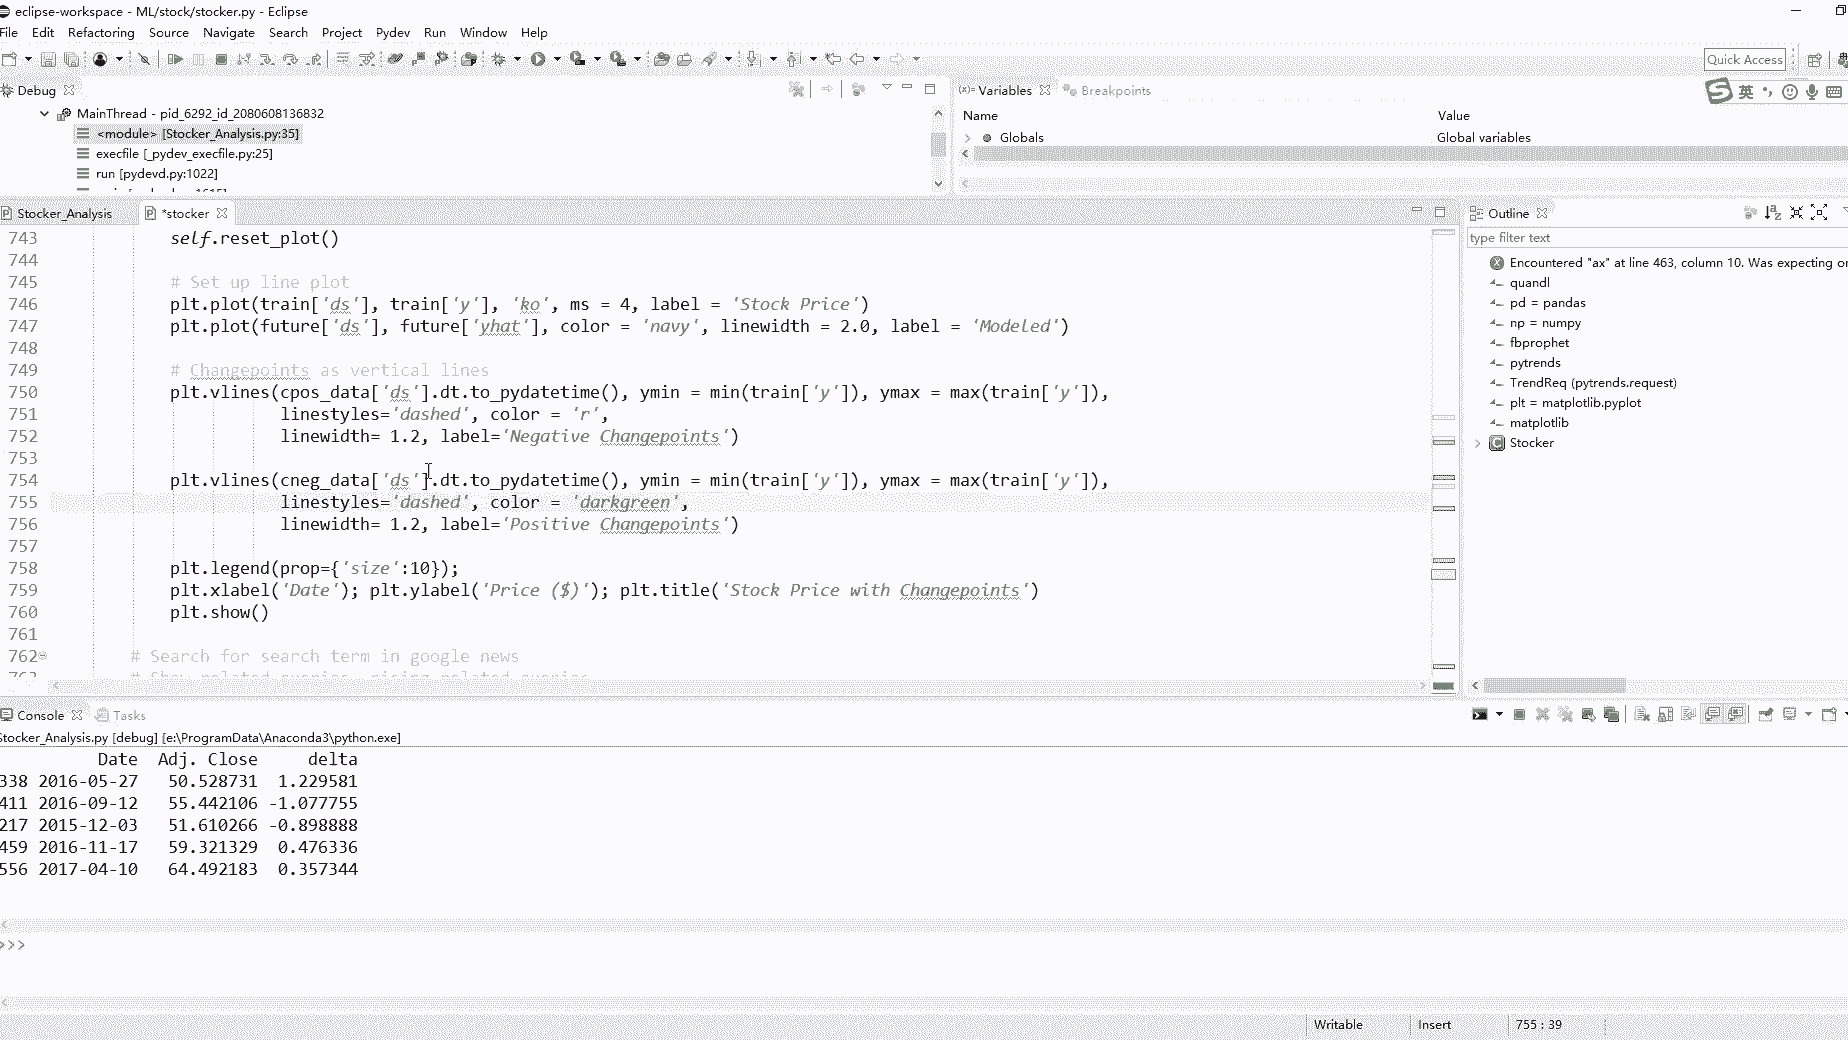 eclipse-workspace - ML/stock/stocker.py - Eclipse
File Edit Refactoring Source Navigate Search Project Pydev Run Window Help
Quick Access
Debug
MainThread - pid_6292_id_2080608136832
<module> [Stocker_Analysis.py:35]
execfile [_pydev_execfile.py:25]
run [pydevd.py:1022]
(x)= Variables Breakpoints
英
Name Value
Globals Global variables
Stocker_Analysis *stocker
743 self.reset_plot()
744
745 # Set up line plot
746 plt.plot(train['ds'], train['y'], 'ko', ms = 4, label = 'Stock Price')
747 plt.plot(future['ds'], future['yhat'], color = 'navy', linewidth = 2.0, label = 'Modeled')
748
749 # Changepoints as vertical lines
750 plt.vlines(cpos_data['ds'].dt.to_pydatetime(), ymin = min(train['y']), ymax = max(train['y']),
751 linestyles='dashed', color = 'r',
752 linewidth= 1.2, label='Negative Changepoints')
753
754 plt.vlines(cneg_data['ds'].dt.to_pydatetime(), ymin = min(train['y']), ymax = max(train['y']),
755 linestyles='dashed', color = 'darkgreen',
756 linewidth= 1.2, label='Positive Changepoints')
757
758 plt.legend(prop={'size':10});
759 plt.xlabel('Date'); plt.ylabel('Price ($)'); plt.title('Stock Price with Changepoints')
760 plt.show()
761
762 # Search for search term in google news
763 # Show related queries, rising related queries
Outline
type filter text
Encountered "ax" at line 463, column 10. Was expecting
quandl
pd = pandas
np = numpy
fbprophet
pytrends
TrendReq (pytrends.request)
plt = matplotlib.pyplot
matplotlib
Stocker
Console Tasks
Stocker_Analysis.py [debug] [e:\ProgramData\Anaconda3\python.exe]
Date Adj. Close delta
338 2016-05-27 50.528731 1.229581
411 2016-09-12 55.442106 -1.077755
217 2015-12-03 51.610266 -0.898888
459 2016-11-17 59.321329 0.476336
556 2017-04-10 64.492183 0.357344
>>>
Writable Insert 755 : 39